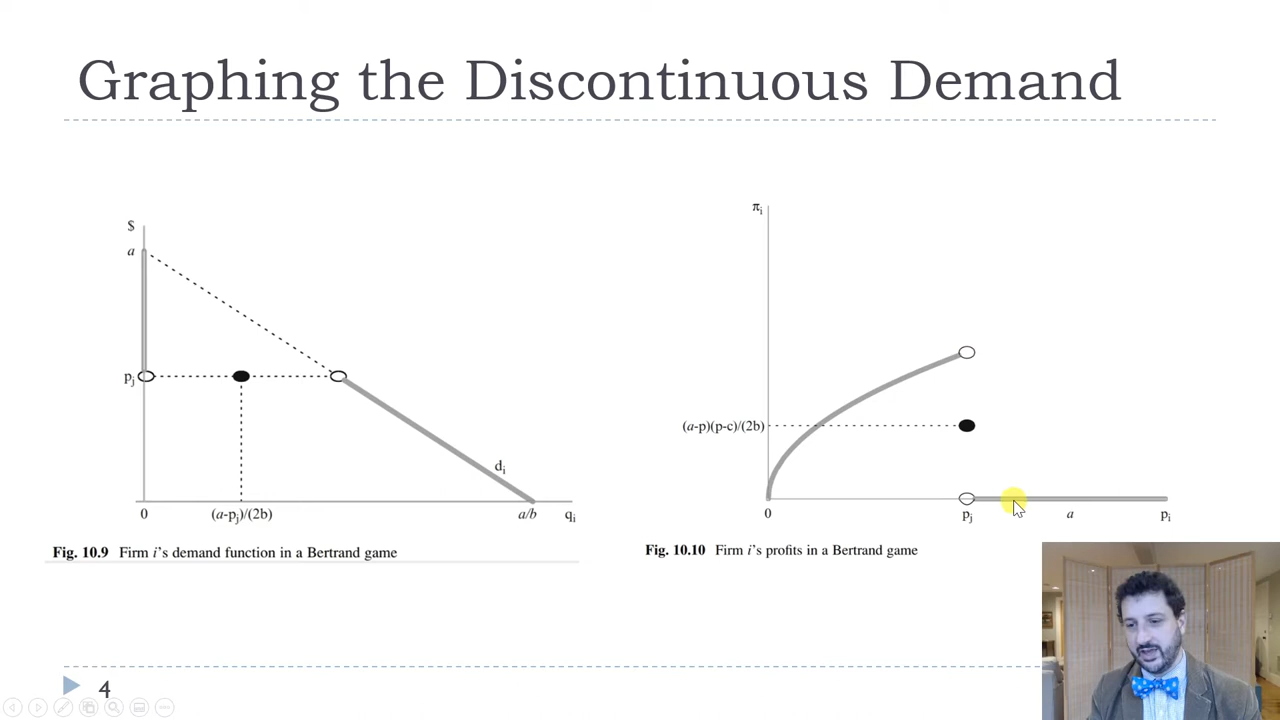 Graphing the Discontinuous Demand
$
a
pj
di
0
(a-pj)/(2b)
a/b
qi
Fig. 10.9 Firm i's demand function in a Bertrand game
πi
(a-p)(p-c)/(2b)
0
pj
a
pi
Fig. 10.10 Firm i's profits in a Bertrand game
4